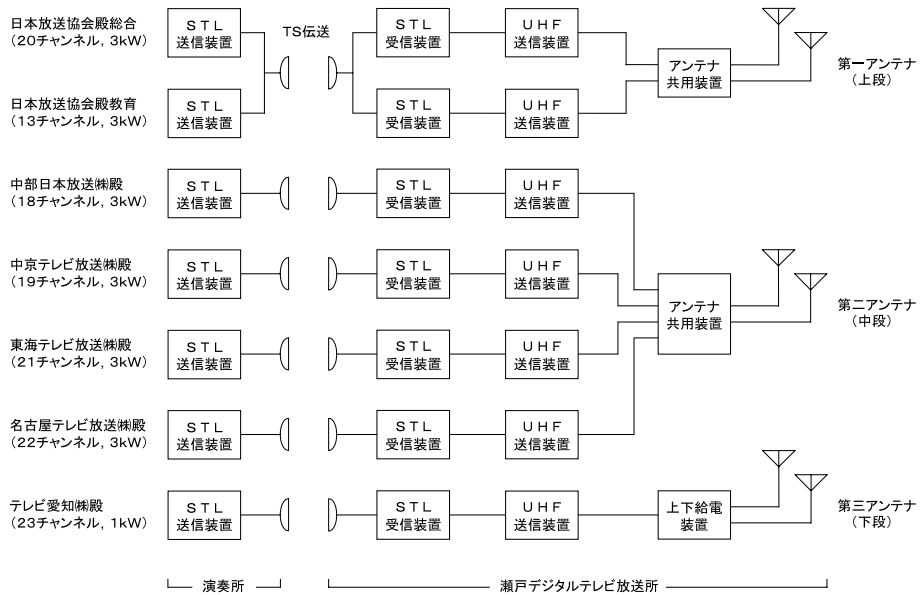 日本放送協会殿総合
(20チャンネル, 3kW)
STL
送信装置
TS伝送
STL
受信装置
UHF
送信装置
アンテナ
共用装置
第一アンテナ
(上段)
日本放送協会殿教育
(13チャンネル, 3kW)
STL
送信装置
STL
受信装置
UHF
送信装置
中部日本放送㈱殿
(18チャンネル, 3kW)
STL
送信装置
STL
受信装置
UHF
送信装置
中京テレビ放送㈱殿
(19チャンネル, 3kW)
STL
送信装置
STL
受信装置
UHF
送信装置
アンテナ
共用装置
第二アンテナ
(中段)
東海テレビ放送㈱殿
(21チャンネル, 3kW)
STL
送信装置
STL
受信装置
UHF
送信装置
名古屋テレビ放送㈱殿
(22チャンネル, 3kW)
STL
送信装置
STL
受信装置
UHF
送信装置
テレビ愛知㈱殿
(23チャンネル, 1kW)
STL
送信装置
STL
受信装置
UHF
送信装置
上下給電
装置
第三アンテナ
(下段)
演奏所
瀬戸デジタルテレビ放送所